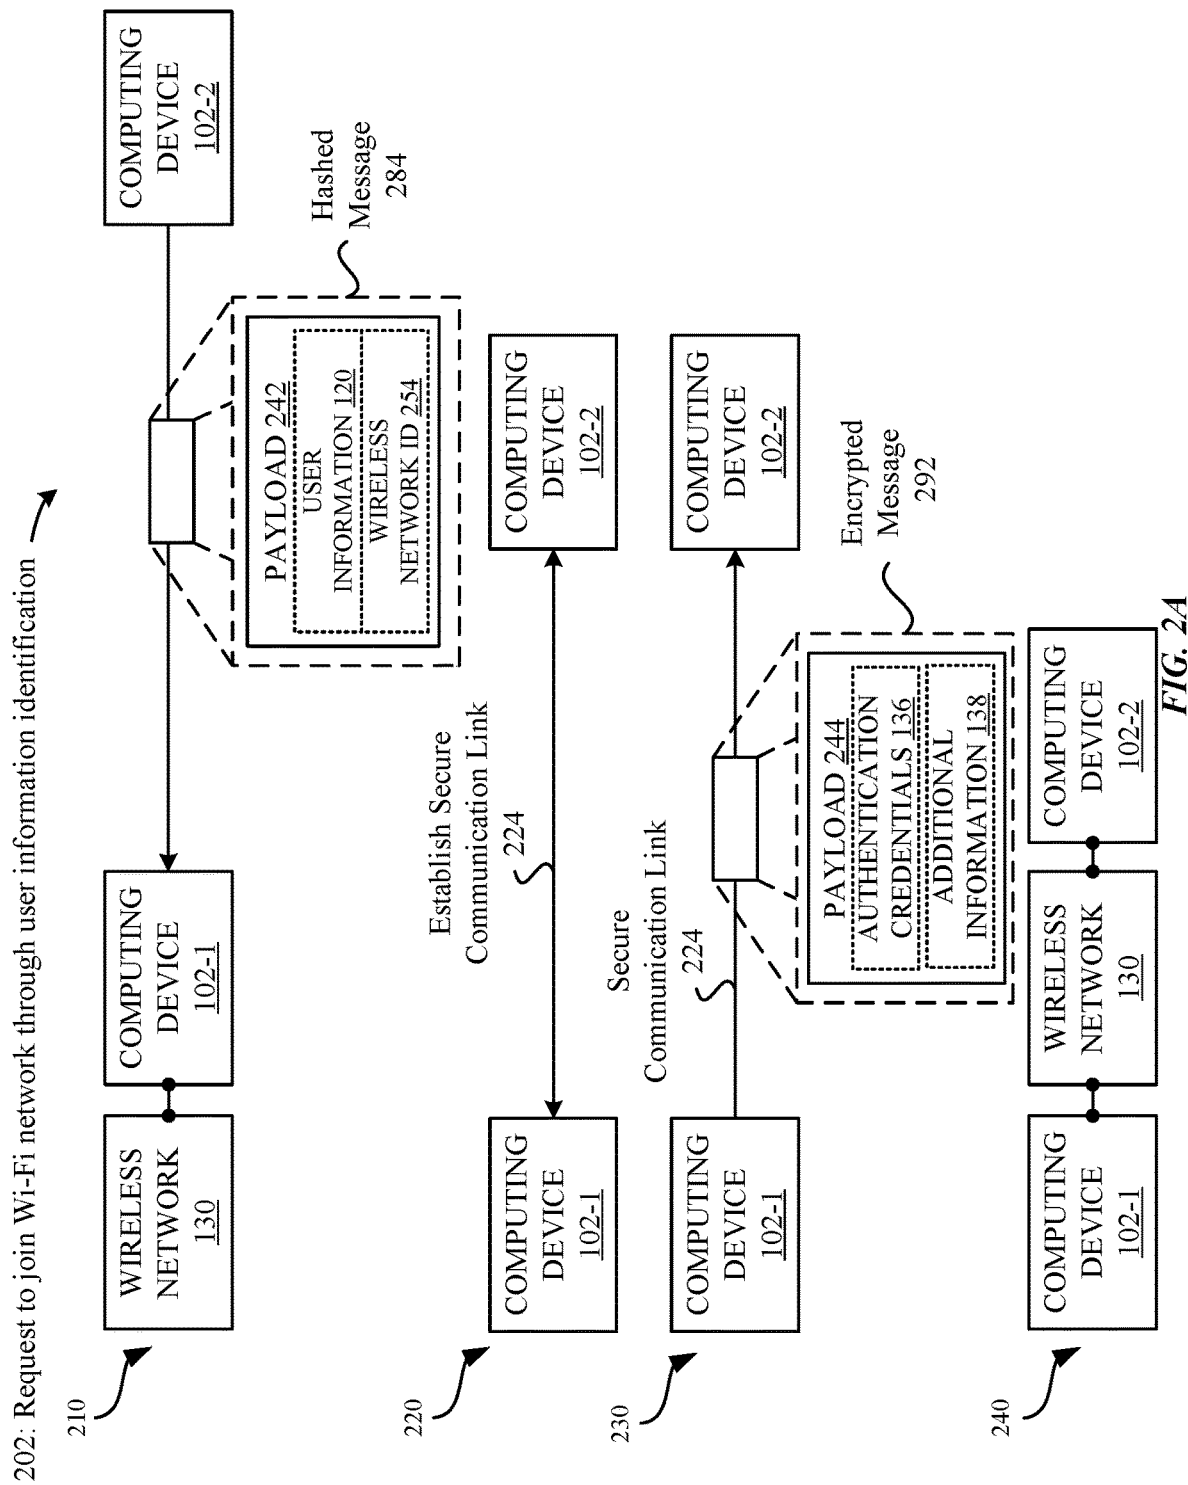 202: Request to join Wi-Fi network through user information identification
210
WIRELESS
NETWORK
130
COMPUTING
DEVICE
102-1
COMPUTING
DEVICE
102-2
PAYLOAD 242
USER
INFORMATION 120
WIRELESS
NETWORK ID 254
Hashed
Message
284
220
COMPUTING
DEVICE
102-1
Establish Secure
Communication Link
224
COMPUTING
DEVICE
102-2
230
COMPUTING
DEVICE
102-1
Secure
Communication Link
224
COMPUTING
DEVICE
102-2
PAYLOAD 244
AUTHENTICATION
CREDENTIALS 136
ADDITIONAL
INFORMATION 138
Encrypted
Message
292
240
COMPUTING
DEVICE
102-1
WIRELESS
NETWORK
130
COMPUTING
DEVICE
102-2
FIG. 2A